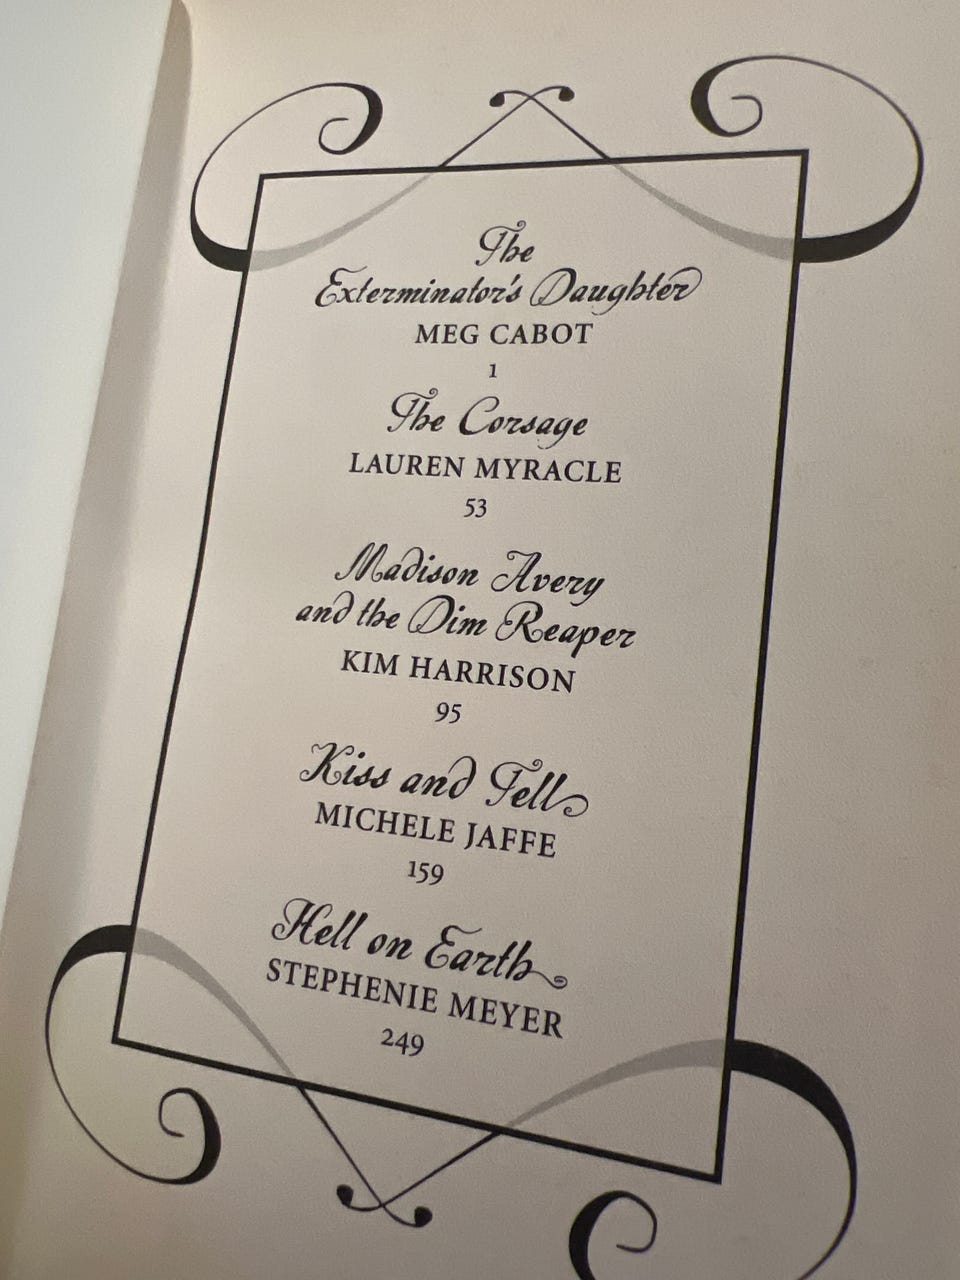 The
Exterminator's Daughter
MEG CABOT
1
The Corsage
LAUREN MYRACLE
53
Madison Avery
and the Dim Reaper
KIM HARRISON
95
Kiss and Tell
MICHELE JAFFE
159
Hell on Earth
STEPHENIE MEYER
249